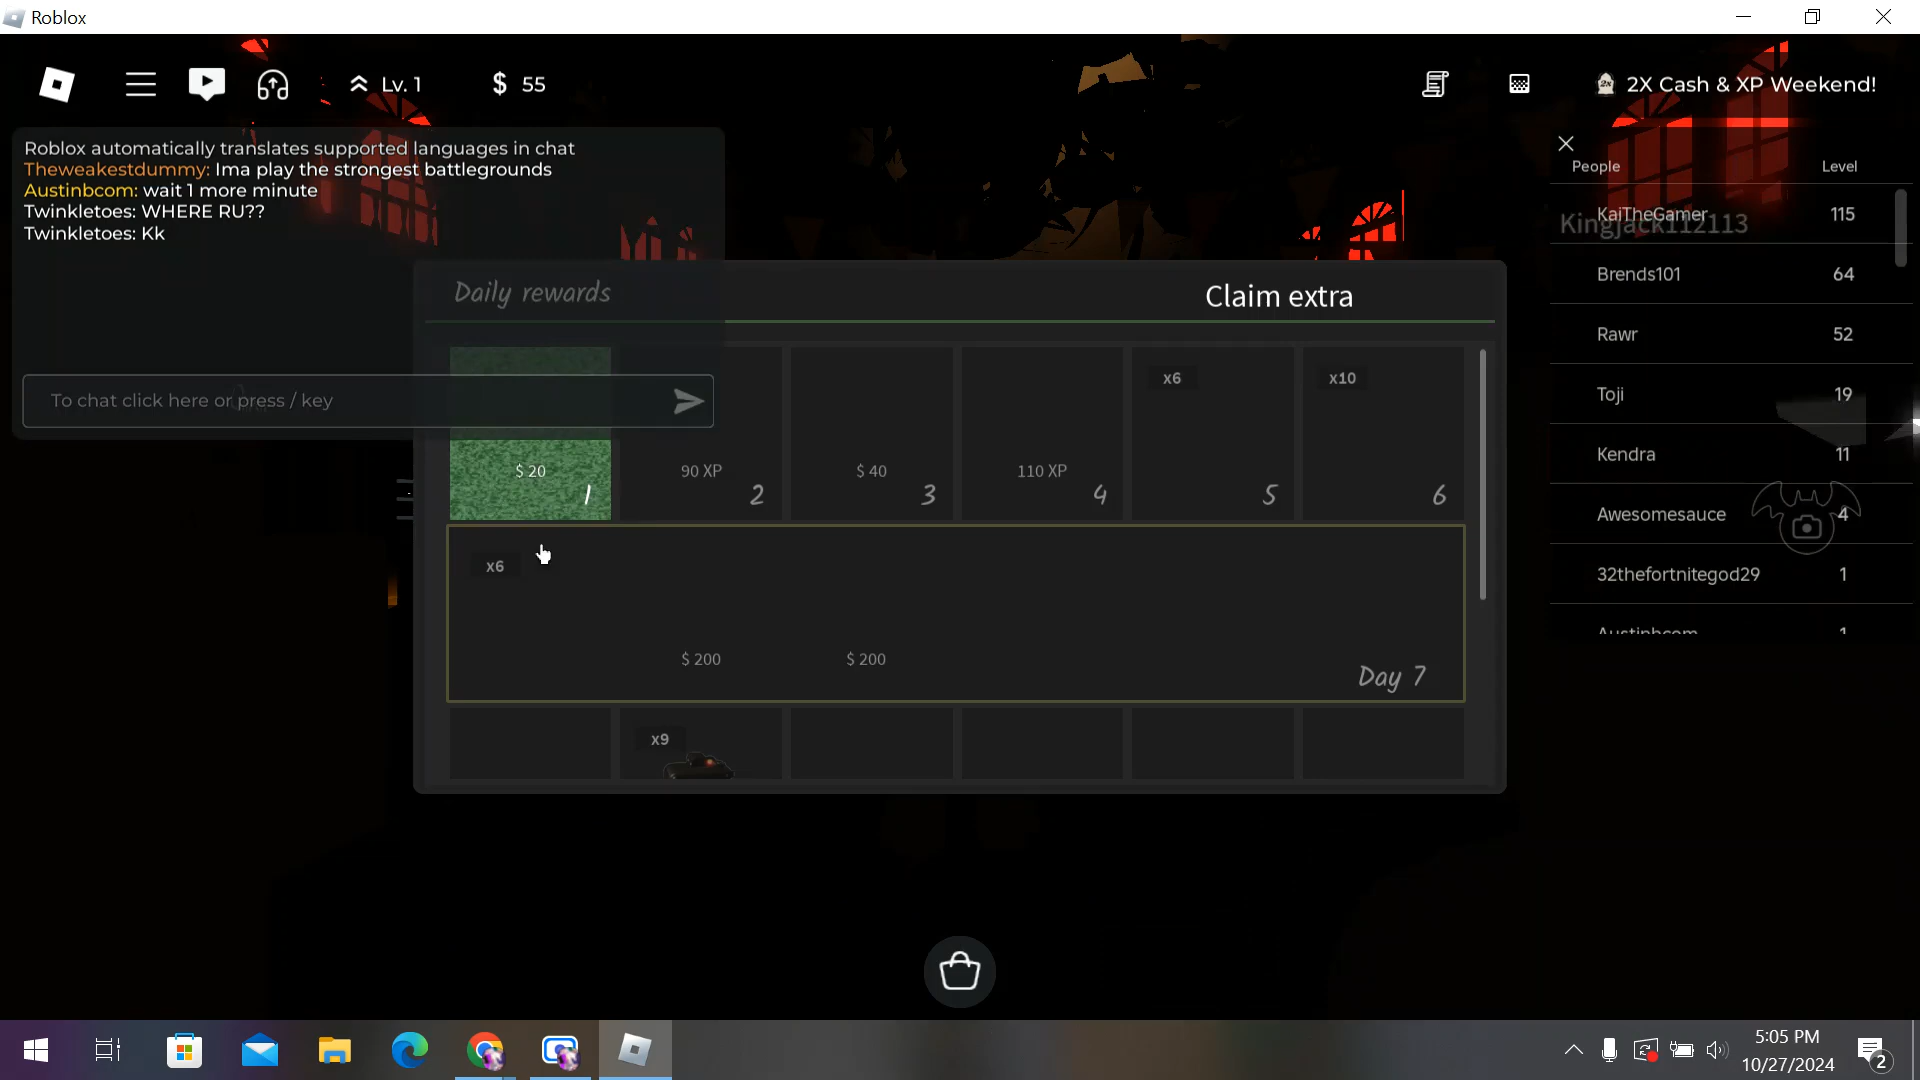 Roblox
Lv. 1
$ 55
2X Cash & XP Weekend!
Roblox automatically translates supported languages in chat
Theweakestdummy: Ima play the strongest battlegrounds
Austinbcom: wait 1 more minute
Twinkletoes: WHERE RU??
Twinkletoes: Kk
To chat click here or press / key
Daily rewards
Claim extra
$ 20
1
90 XP
2
$ 40
3
110 XP
4
x6
5
x10
6
x6
$ 200
$ 200
Day 7
x9
People Level
KaiTheGamer 115
Kingjack112113
Brends101 64
Rawr 52
Toji 19
Kendra 11
Awesomesauce 4
32thefortnitegod29 1
Austinbcom 1
5:05 PM
10/27/2024
2